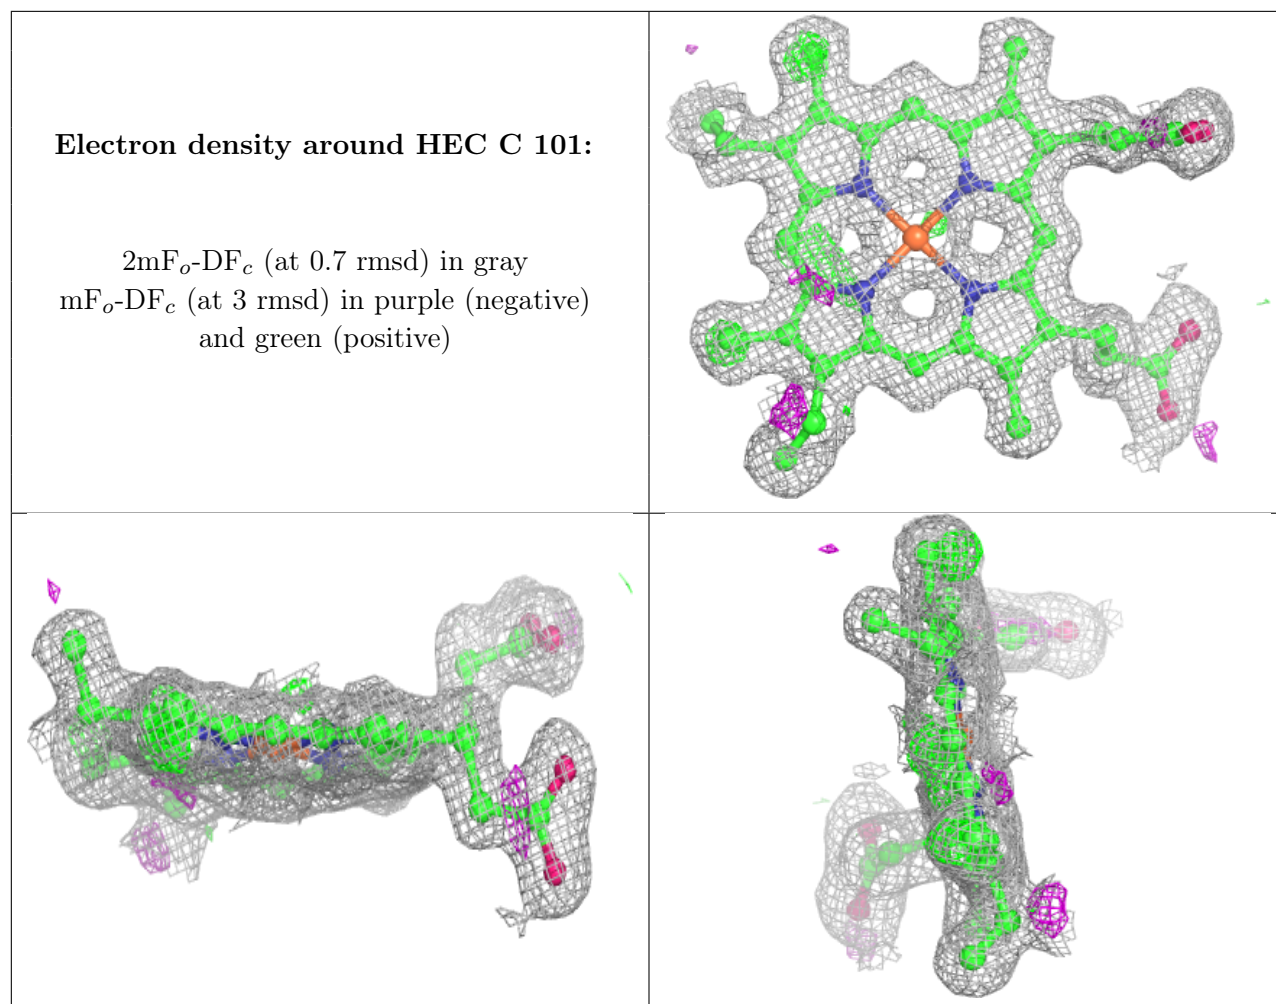 Electron density around HEC C 101:
2mFₒ-DF𝒸 (at 0.7 rmsd) in gray
mFₒ-DF𝒸 (at 3 rmsd) in purple (negative)
and green (positive)